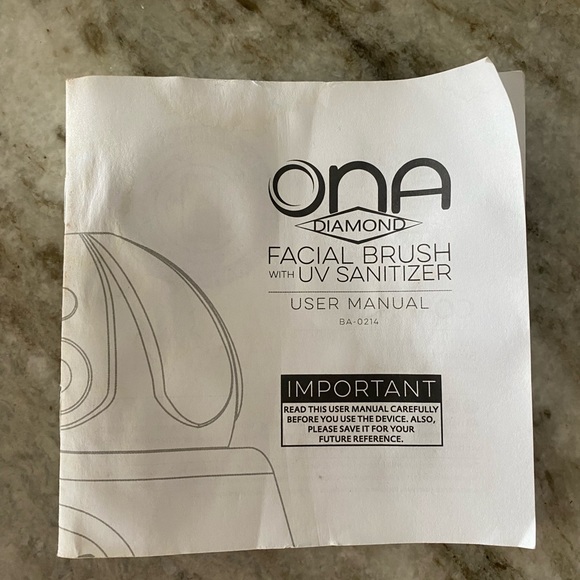 ONA
DIAMOND
FACIAL BRUSH
WITH UV SANITIZER
USER MANUAL
BA-0214
IMPORTANT
READ THIS USER MANUAL CAREFULLY
BEFORE YOU USE THE DEVICE. ALSO,
PLEASE SAVE IT FOR YOUR
FUTURE REFERENCE.